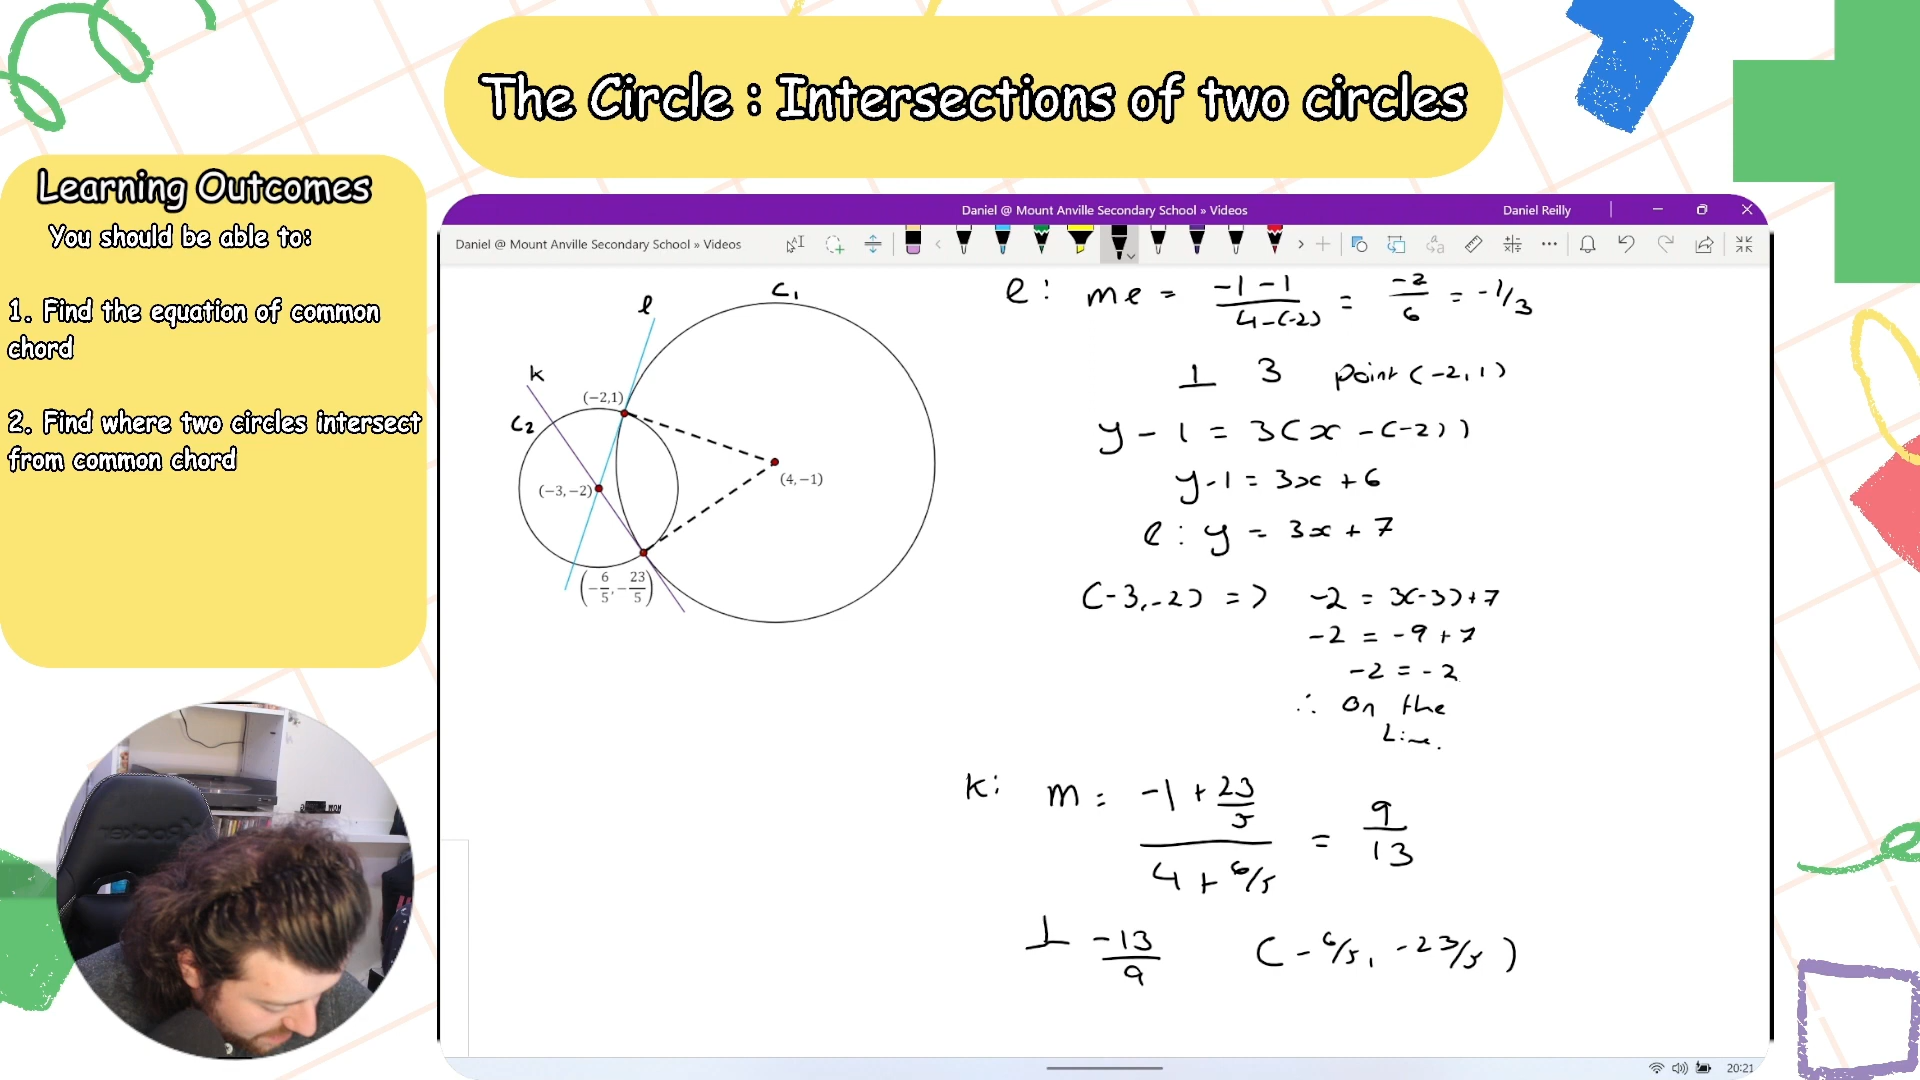 The Circle : Intersections of two circles
Learning Outcomes
You should be able to:
1. Find the equation of common
chord
2. Find where two circles intersect
from common chord
Daniel @ Mount Anville Secondary School » Videos
Daniel Reilly
Daniel @ Mount Anville Secondary School » Videos
C1
l
k
C2
(−2,1)
(−3,−2)
(4,−1)
(−6/5, −23/5)
l : ml = -1-1/4-(-2) = -2/6 = -1/3
⊥ 3 point (-2,1)
y - 1 = 3(x - (-2))
y - 1 = 3x + 6
l : y = 3x + 7
(-3,-2) => -2 = 3(-3)+7
-2 = -9 + 7
-2 = -2
∴ On the
Line.
k: m = -1 + 23/5 / 4 + 6/5 = 9/13
⊥ -13/9 (-6/5, -23/5)
20:21